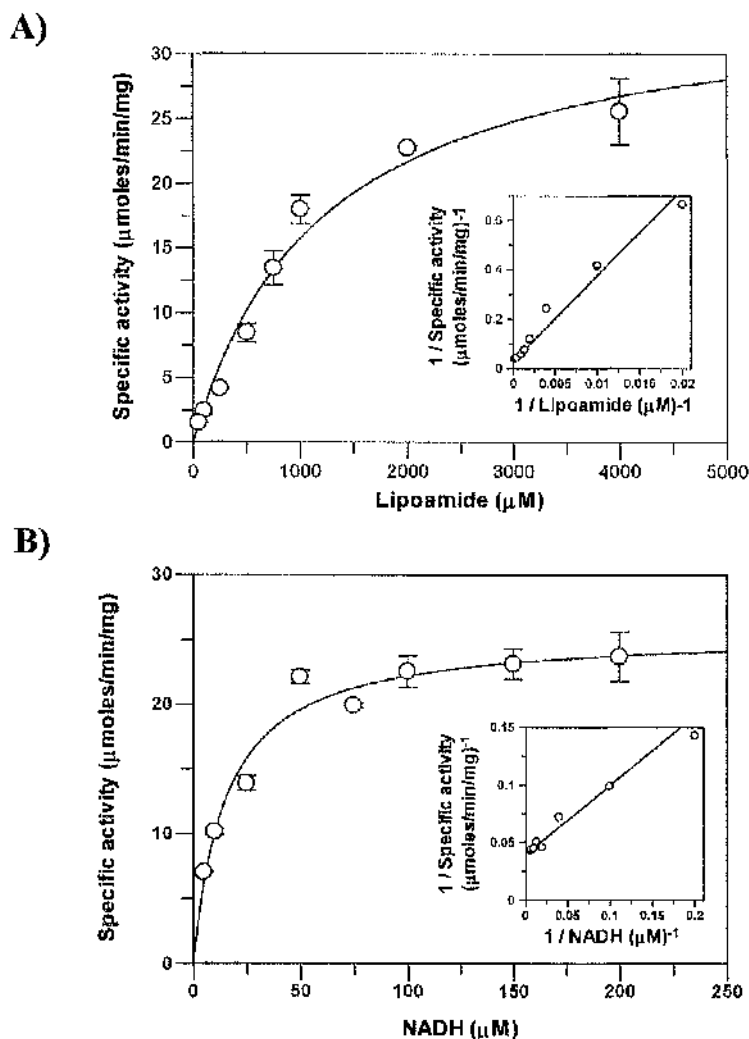 A)
30
25
20
15
10
5
0
Specific activity (μmoles/min/mg)
0 1000 2000 3000 4000 5000
Lipoamide (μM)
1 / Specific activity
(μmoles/min/mg)-1
0.6
0.4
0.2
0
0.005 0.01 0.016 0.02
1 / Lipoamide (μM)-1
B)
30
20
10
0
Specific activity (μmoles/min/mg)
0 50 100 150 200 250
NADH (μM)
1 / Specific activity
(μmoles/min/mg)-1
0.15
0.1
0.05
0
0.05 0.1 0.15 0.2
1 / NADH (μM)-1